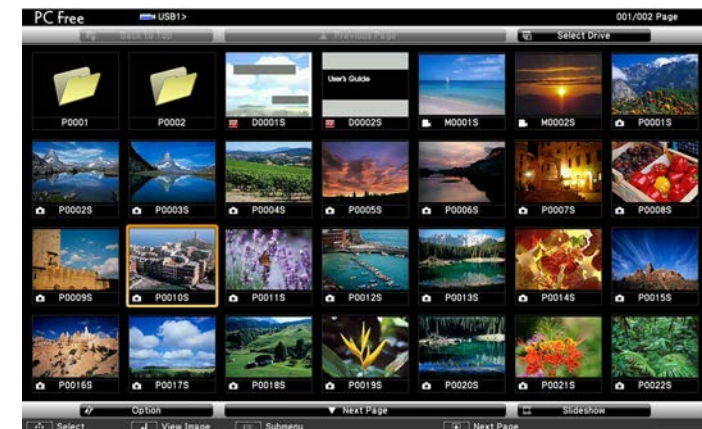 PC Free USB1> 001/002 Page
Back to Top ▲ Previous Page Select Drive
User's Guide
P0001 P0002 D0001S D0002S M0001S M0002S P0001S
P0002S P0003S P0004S P0005S P0006S P0007S P0008S
P0009S P0010S P0011S P0012S P0013S P0014S P0015S
P0016S P0017S P0018S P0019S P0020S P0021S P0022S
Option ▼ Next Page Slideshow
Select View Image Esc Submenu Next Page